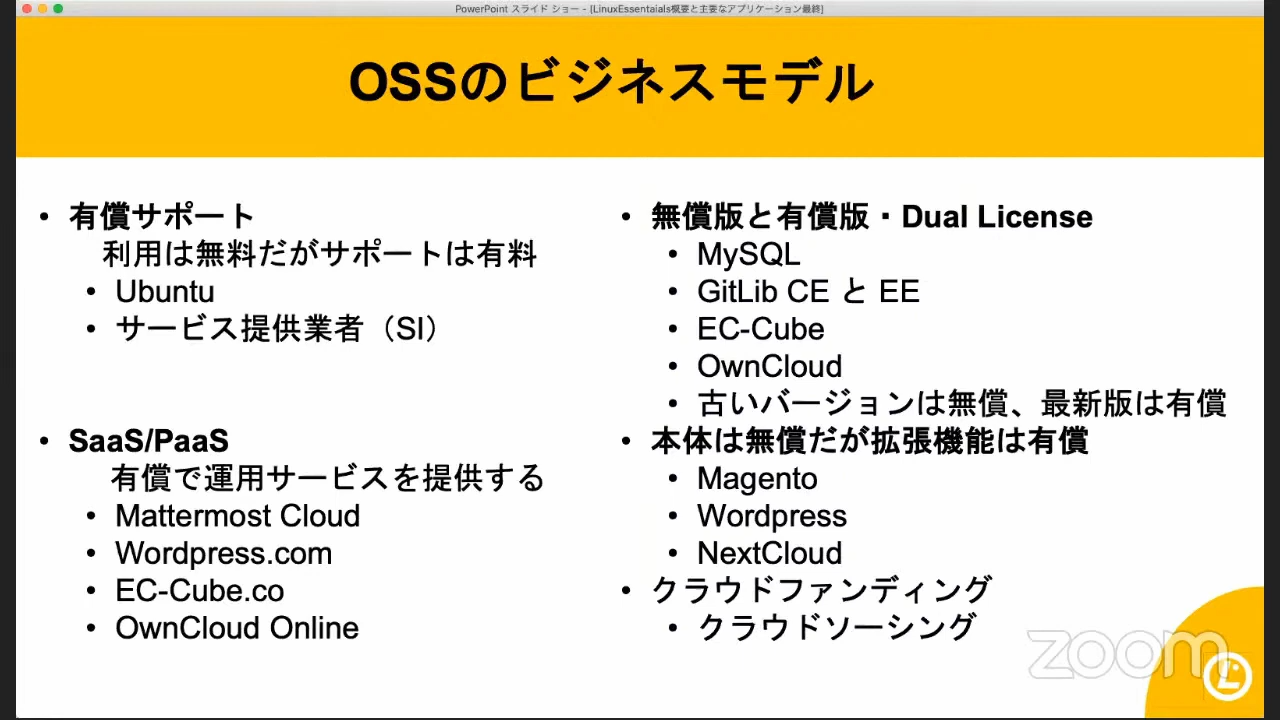 PowerPoint スライド ショー - [LinuxEssentaials概要と主要なアプリケーション最終]
OSSのビジネスモデル
• 有償サポート
利用は無料だがサポートは有料
• Ubuntu
• サービス提供業者（SI）
• SaaS/PaaS
有償で運用サービスを提供する
• Mattermost Cloud
• Wordpress.com
• EC-Cube.co
• OwnCloud Online
• 無償版と有償版・Dual License
• MySQL
• GitLib CE と EE
• EC-Cube
• OwnCloud
• 古いバージョンは無償、最新版は有償
• 本体は無償だが拡張機能は有償
• Magento
• Wordpress
• NextCloud
• クラウドファンディング
• クラウドソーシング
zoom